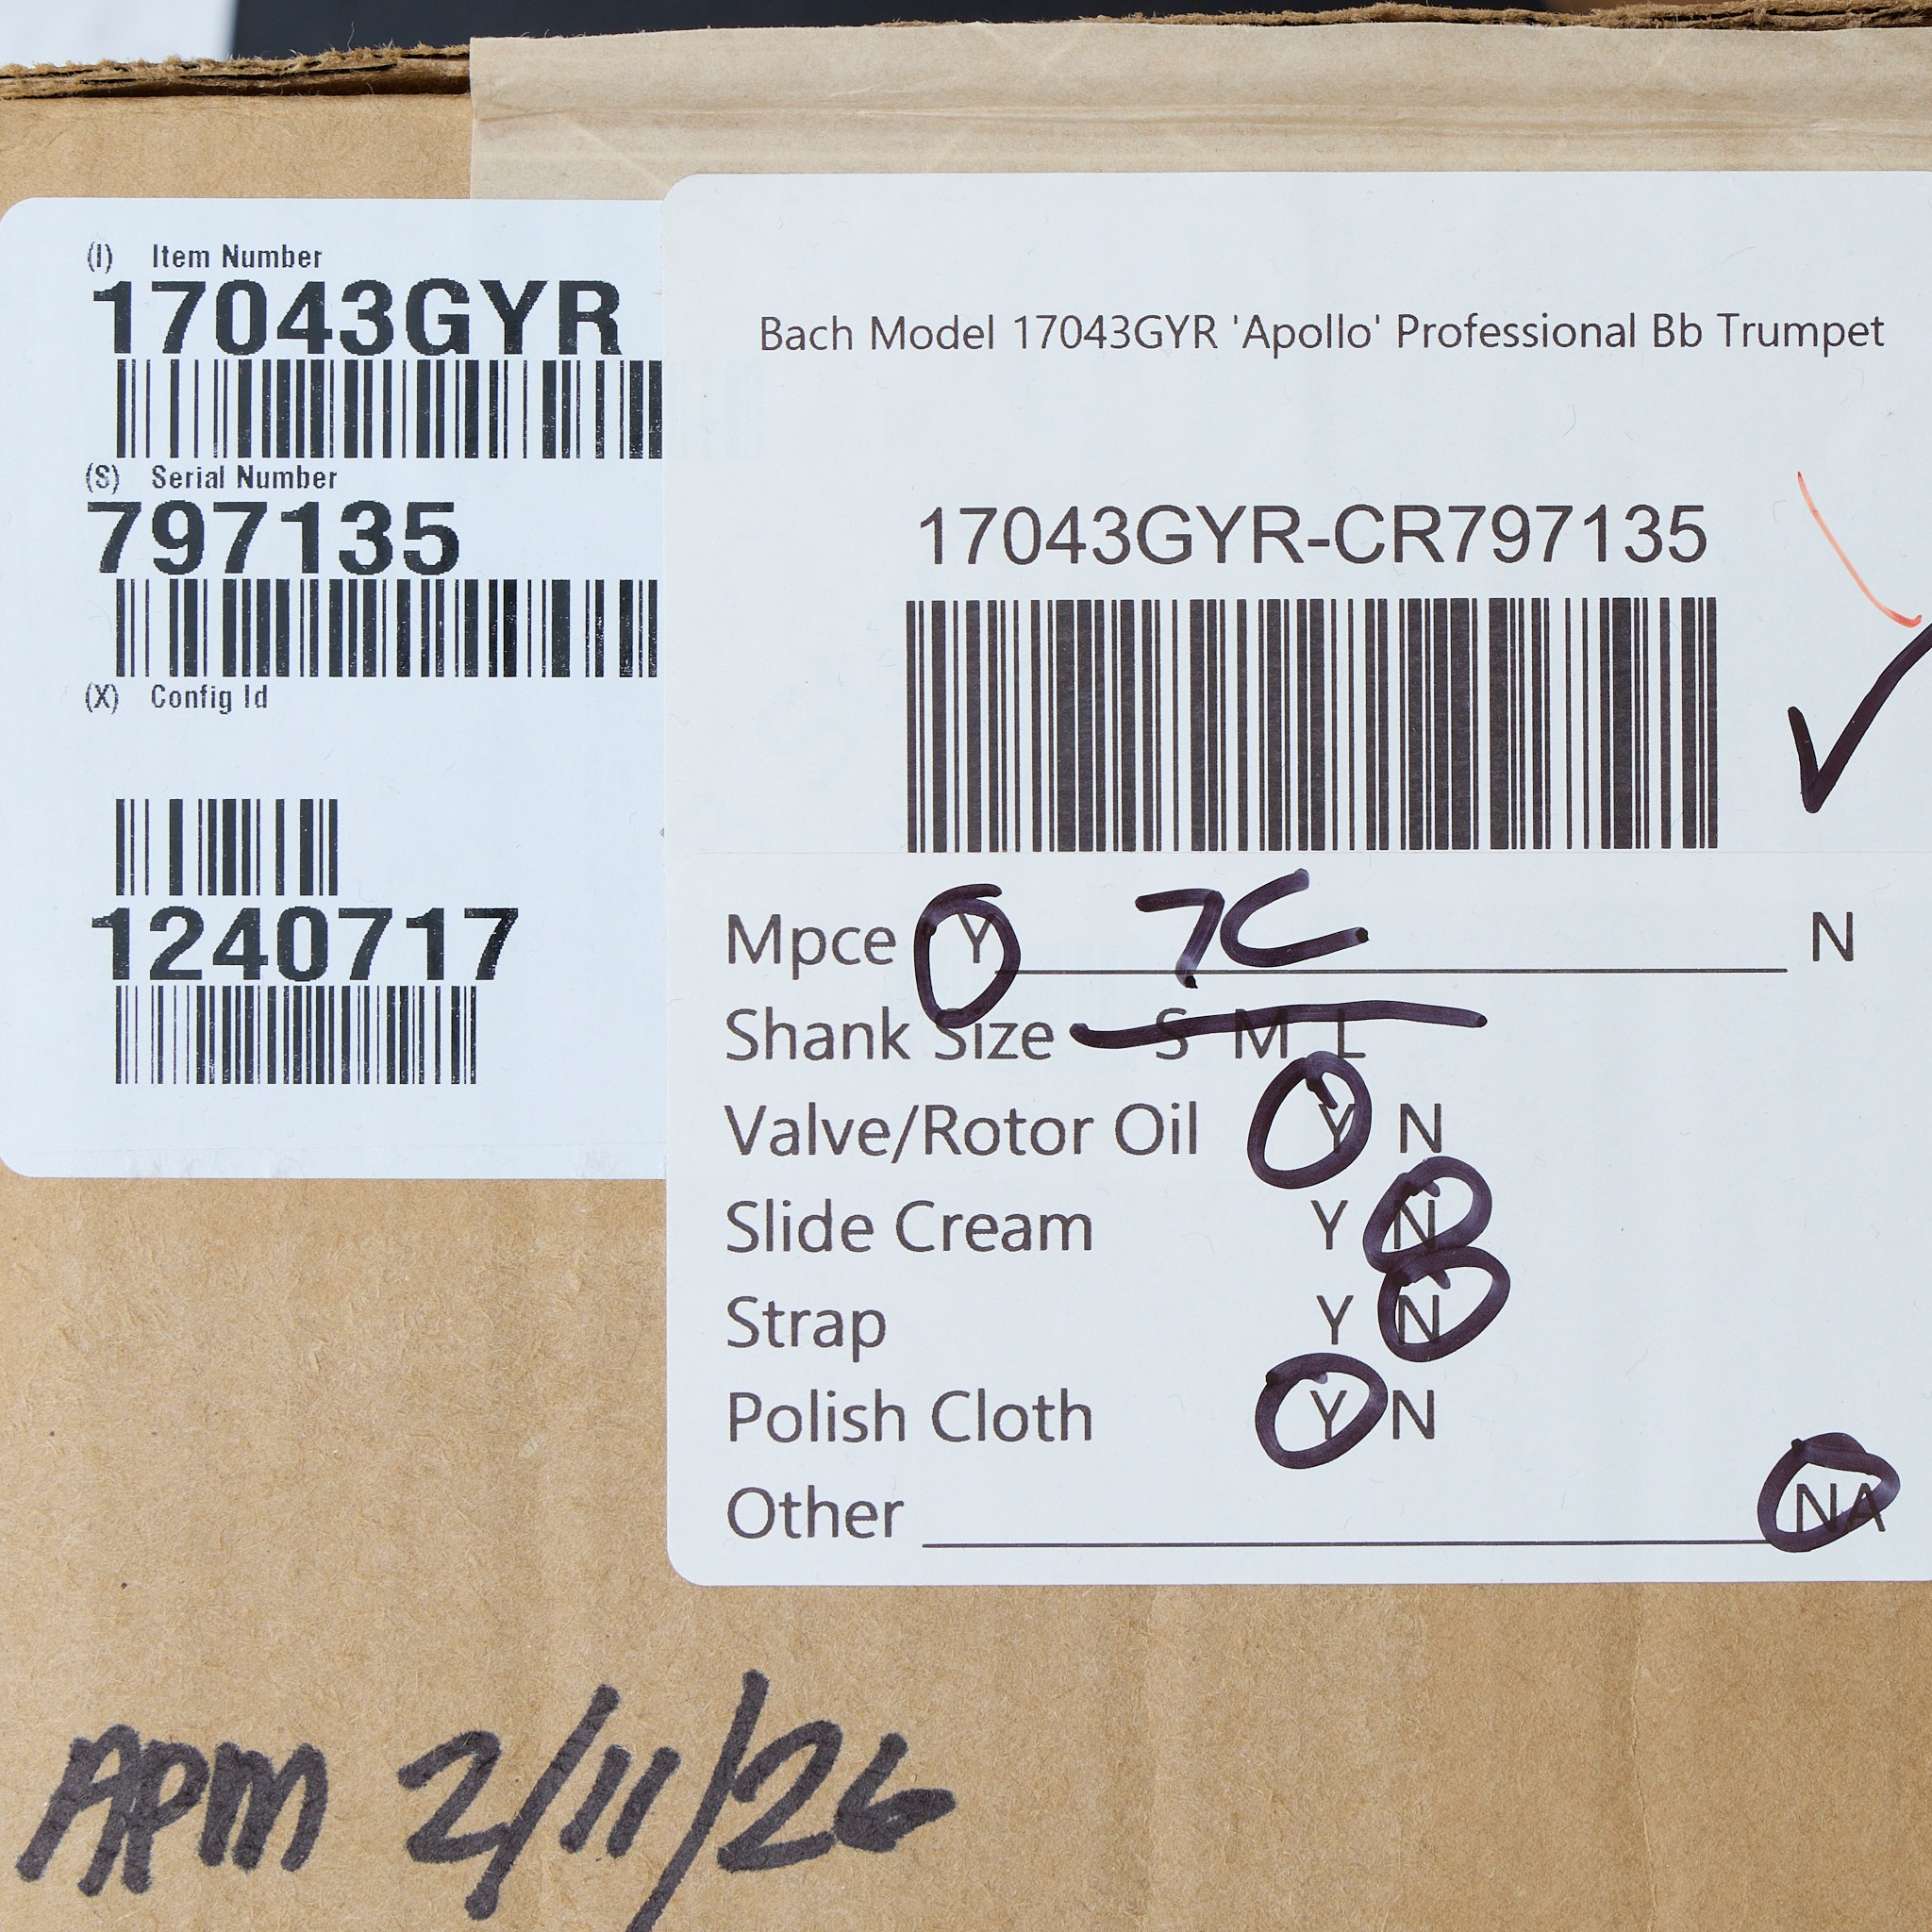 (I) Item Number
17043GYR
(S) Serial Number
797135
(X) Config Id
1240717
Bach Model 17043GYR 'Apollo' Professional Bb Trumpet
17043GYR-CR797135
Mpce Y 7C N
Shank Size S M L
Valve/Rotor Oil Y N
Slide Cream Y N
Strap Y N
Polish Cloth Y N
Other NA
APM 2/11/26